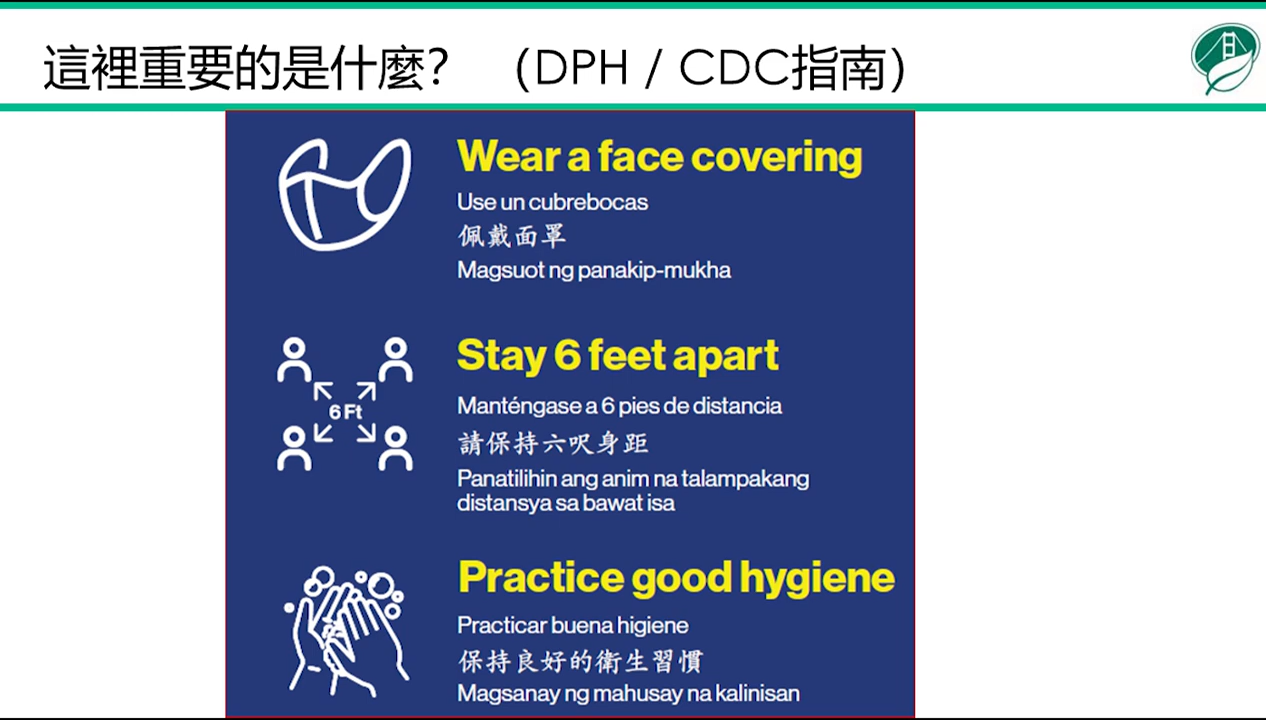 這裡重要的是什麼? (DPH / CDC指南)
Wear a face covering
Use un cubrebocas
佩戴面罩
Magsuot ng panakip-mukha
6 Ft
Stay 6 feet apart
Manténgase a 6 pies de distancia
請保持六呎身距
Panatilihin ang anim na talampakang
distansya sa bawat isa
Practice good hygiene
Practicar buena higiene
保持良好的衛生習慣
Magsanay ng mahusay na kalinisan